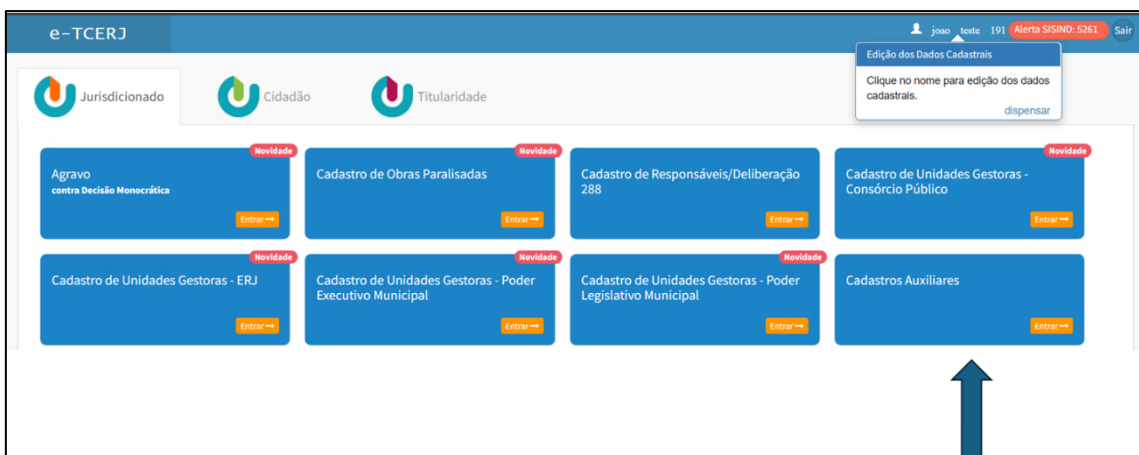 e-TCERJ
joao teste 191 Alerta SISIND: 5261 Sair
Edição dos Dados Cadastrais
Clique no nome para edição dos dados
cadastrais.
dispensar
Jurisdicionado
Cidadão
Titularidade
Novidade
Agravo
contra Decisão Monocrática
Entrar
Novidade
Cadastro de Obras Paralisadas
Entrar
Cadastro de Responsáveis/Deliberação
288
Entrar
Novidade
Cadastro de Unidades Gestoras -
Consórcio Público
Entrar
Novidade
Cadastro de Unidades Gestoras - ERJ
Entrar
Novidade
Cadastro de Unidades Gestoras - Poder
Executivo Municipal
Entrar
Novidade
Cadastro de Unidades Gestoras - Poder
Legislativo Municipal
Entrar
Cadastros Auxiliares
Entrar